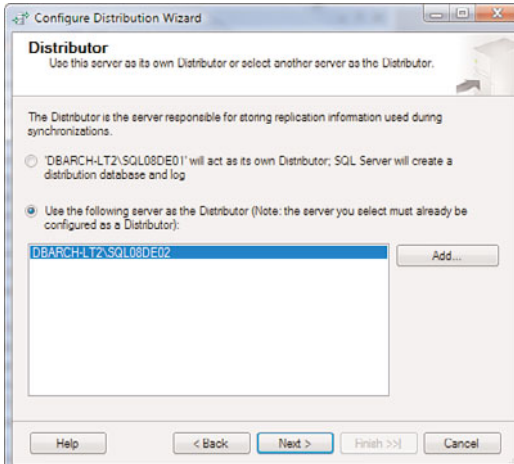 Configure Distribution Wizard
Distributor
Use this server as its own Distributor or select another server as the Distributor.
The Distributor is the server responsible for storing replication information used during
synchronizations.
'DBARCH-LT2\SQL08DE01' will act as its own Distributor; SQL Server will create a
distribution database and log
Use the following server as the Distributor (Note: the server you select must already be
configured as a Distributor):
DBARCH-LT2\SQL08DE02
Add...
Help
< Back
Next >
Finish >>|
Cancel